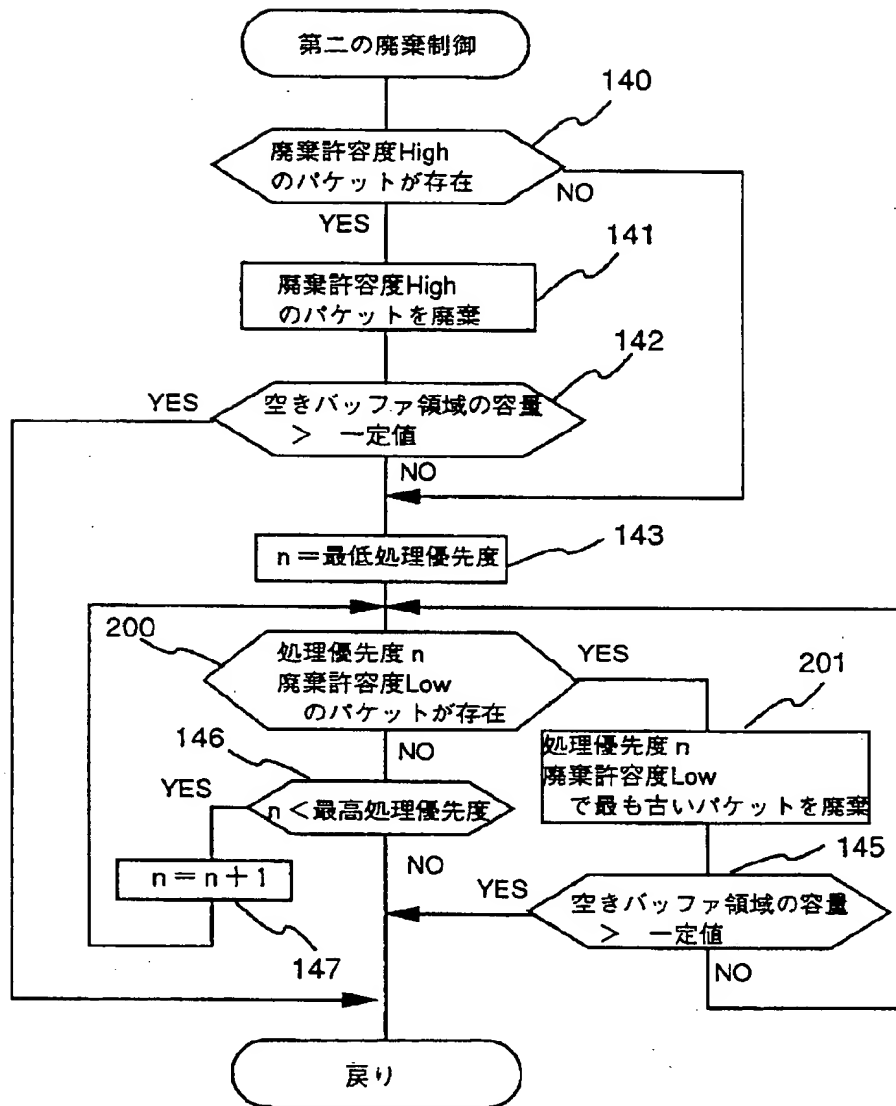 第二の廃棄制御
140
廃棄許容度High
のパケットが存在
NO
YES
141
廃棄許容度High
のパケットを廃棄
142
YES
空きバッファ領域の容量
> 一定値
NO
n=最低処理優先度
143
200
処理優先度n
廃棄許容度Low
のパケットが存在
YES
201
NO
処理優先度n
廃棄許容度Low
で最も古いパケットを廃棄
146
YES
n<最高処理優先度
NO
145
n=n+1
YES
空きバッファ領域の容量
> 一定値
147
NO
戻り